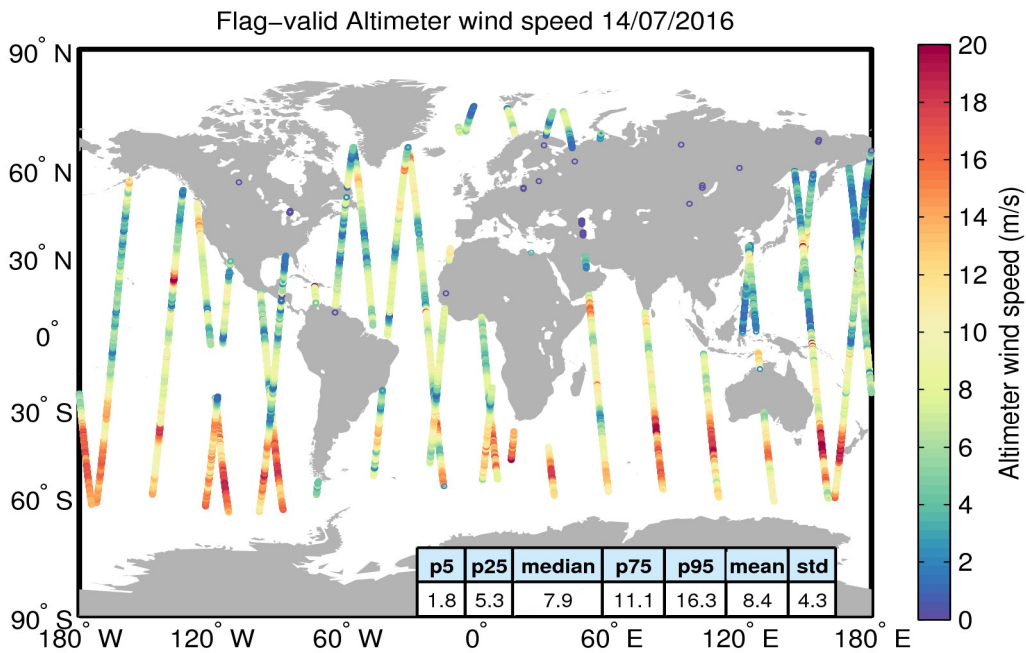 Flag−valid Altimeter wind speed 14/07/2016
90° N
60° N
30° N
0°
30° S
60° S
90° S
180° W
120° W
60° W
0°
60° E
120° E
180° E
p5 p25 median p75 p95 mean std
1.8 5.3 7.9 11.1 16.3 8.4 4.3
20
18
16
14
12
10
8
6
4
2
0
Altimeter wind speed (m/s)